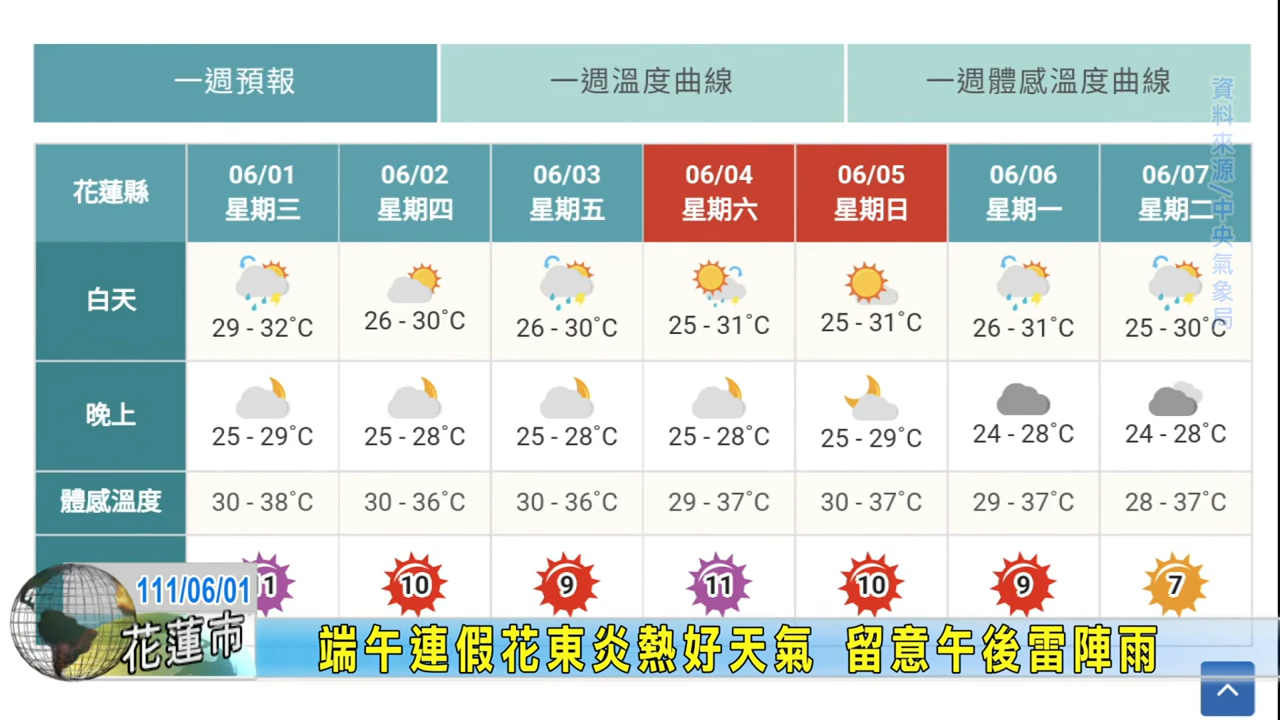 一週預報
一週溫度曲線
一週體感溫度曲線
資料來源/中央氣象局
花蓮縣
06/01
星期三
06/02
星期四
06/03
星期五
06/04
星期六
06/05
星期日
06/06
星期一
06/07
星期二
白天
29 - 32˚C
26 - 30˚C
26 - 30˚C
25 - 31˚C
25 - 31˚C
26 - 31˚C
25 - 30˚C
晚上
25 - 29˚C
25 - 28˚C
25 - 28˚C
25 - 28˚C
25 - 29˚C
24 - 28˚C
24 - 28˚C
體感溫度
30 - 38˚C
30 - 36˚C
30 - 36˚C
29 - 37˚C
30 - 37˚C
29 - 37˚C
28 - 37˚C
10
9
11
10
9
7
111/06/01
花蓮市
端午連假花東炎熱好天氣 留意午後雷陣雨